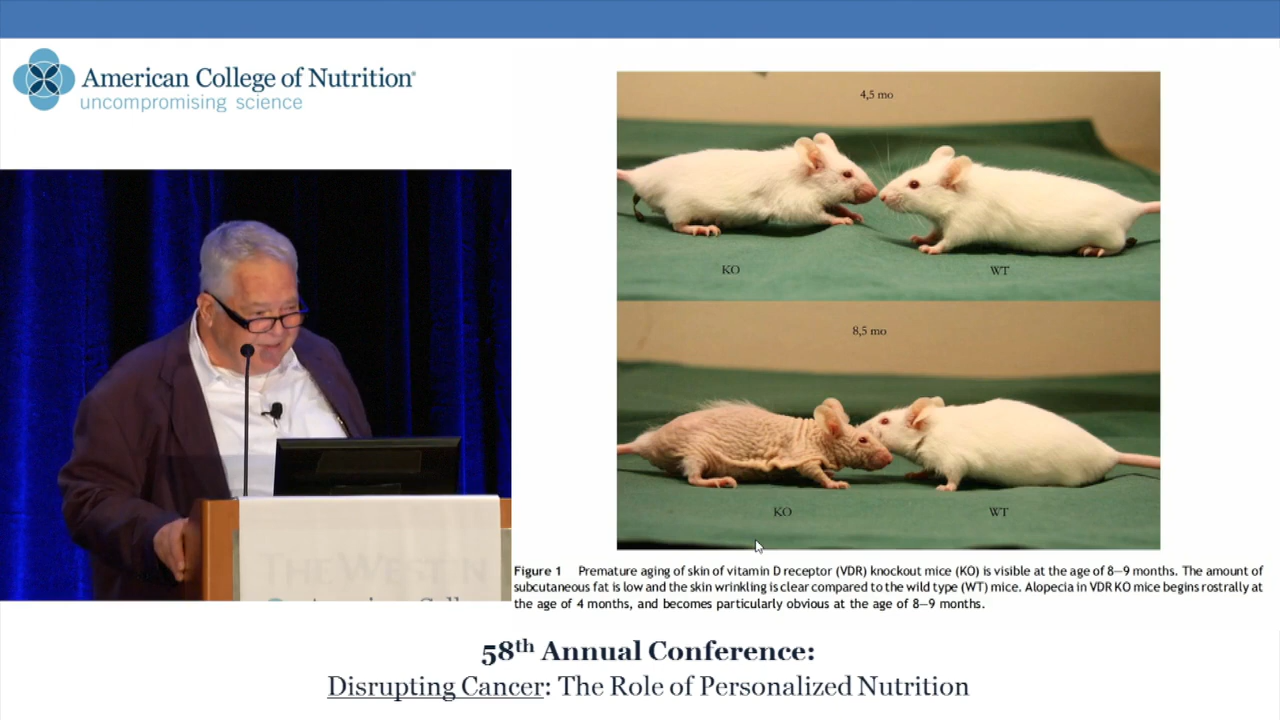 American College of Nutrition®
uncompromising science
4,5 mo
KO
WT
8,5 mo
KO
WT
THE WESTIN
American Coll
Figure 1 Premature aging of skin of vitamin D receptor (VDR) knockout mice (KO) is visible at the age of 8–9 months. The amount of
subcutaneous fat is low and the skin wrinkling is clear compared to the wild type (WT) mice. Alopecia in VDR KO mice begins rostrally at
the age of 4 months, and becomes particularly obvious at the age of 8–9 months.
58th Annual Conference:
Disrupting Cancer: The Role of Personalized Nutrition